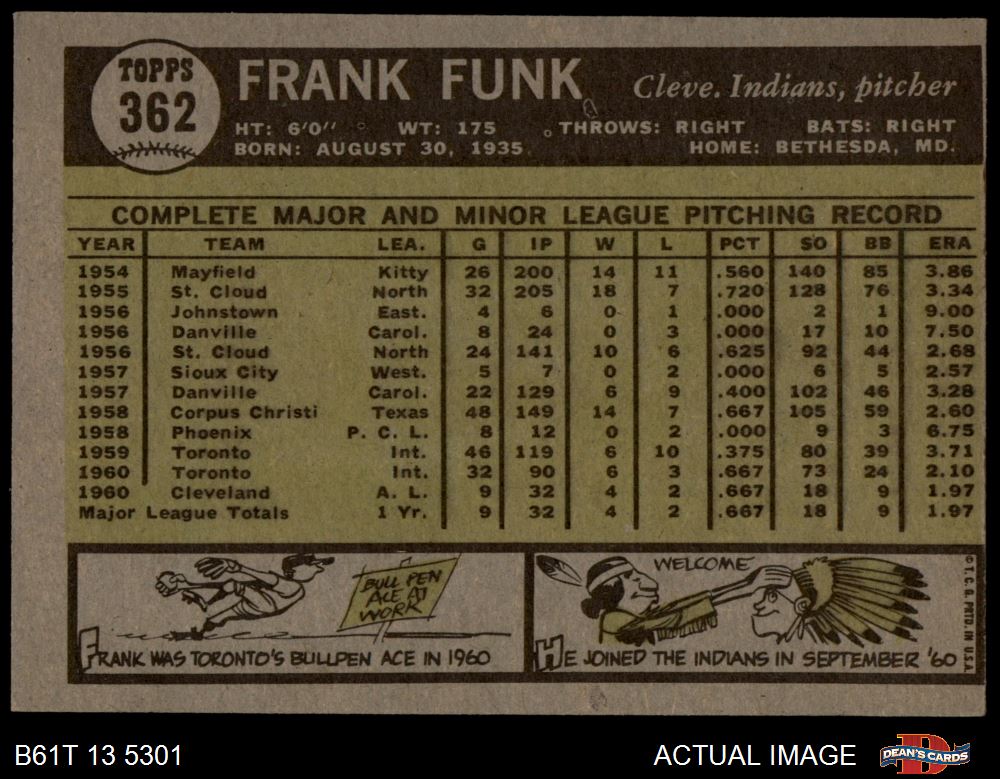 TOPPS
362
FRANK FUNK Cleve. Indians, pitcher
HT: 6'0" WT: 175 THROWS: RIGHT BATS: RIGHT
BORN: AUGUST 30, 1935 HOME: BETHESDA, MD.
COMPLETE MAJOR AND MINOR LEAGUE PITCHING RECORD
YEAR TEAM LEA. G IP W L PCT SO BB ERA
1954 Mayfield Kitty 26 200 14 11 .560 140 85 3.86
1955 St. Cloud North 32 205 18 7 .720 128 76 3.34
1956 Johnstown East. 4 6 0 1 .000 2 1 9.00
1956 Danville Carol. 8 24 0 3 .000 17 10 7.50
1956 St. Cloud North 24 141 10 6 .625 92 44 2.68
1957 Sioux City West. 5 7 0 2 .000 6 5 2.57
1957 Danville Carol. 22 129 6 9 .400 102 46 3.28
1958 Corpus Christi Texas 48 149 14 7 .667 105 59 2.60
1958 Phoenix P. C. L. 8 12 0 2 .000 9 3 6.75
1959 Toronto Int. 46 119 6 10 .375 80 39 3.71
1960 Toronto Int. 32 90 6 3 .667 73 24 2.10
1960 Cleveland A. L. 9 32 4 2 .667 18 9 1.97
Major League Totals 1 Yr. 9 32 4 2 .667 18 9 1.97
BULL PEN
ACE AT
WORK
FRANK WAS TORONTO'S BULLPEN ACE IN 1960
WELCOME
HE JOINED THE INDIANS IN SEPTEMBER '60
© T. C. G. PRTD. IN U.S.A.
B61T 13 5301 ACTUAL IMAGE DEAN'S CARDS